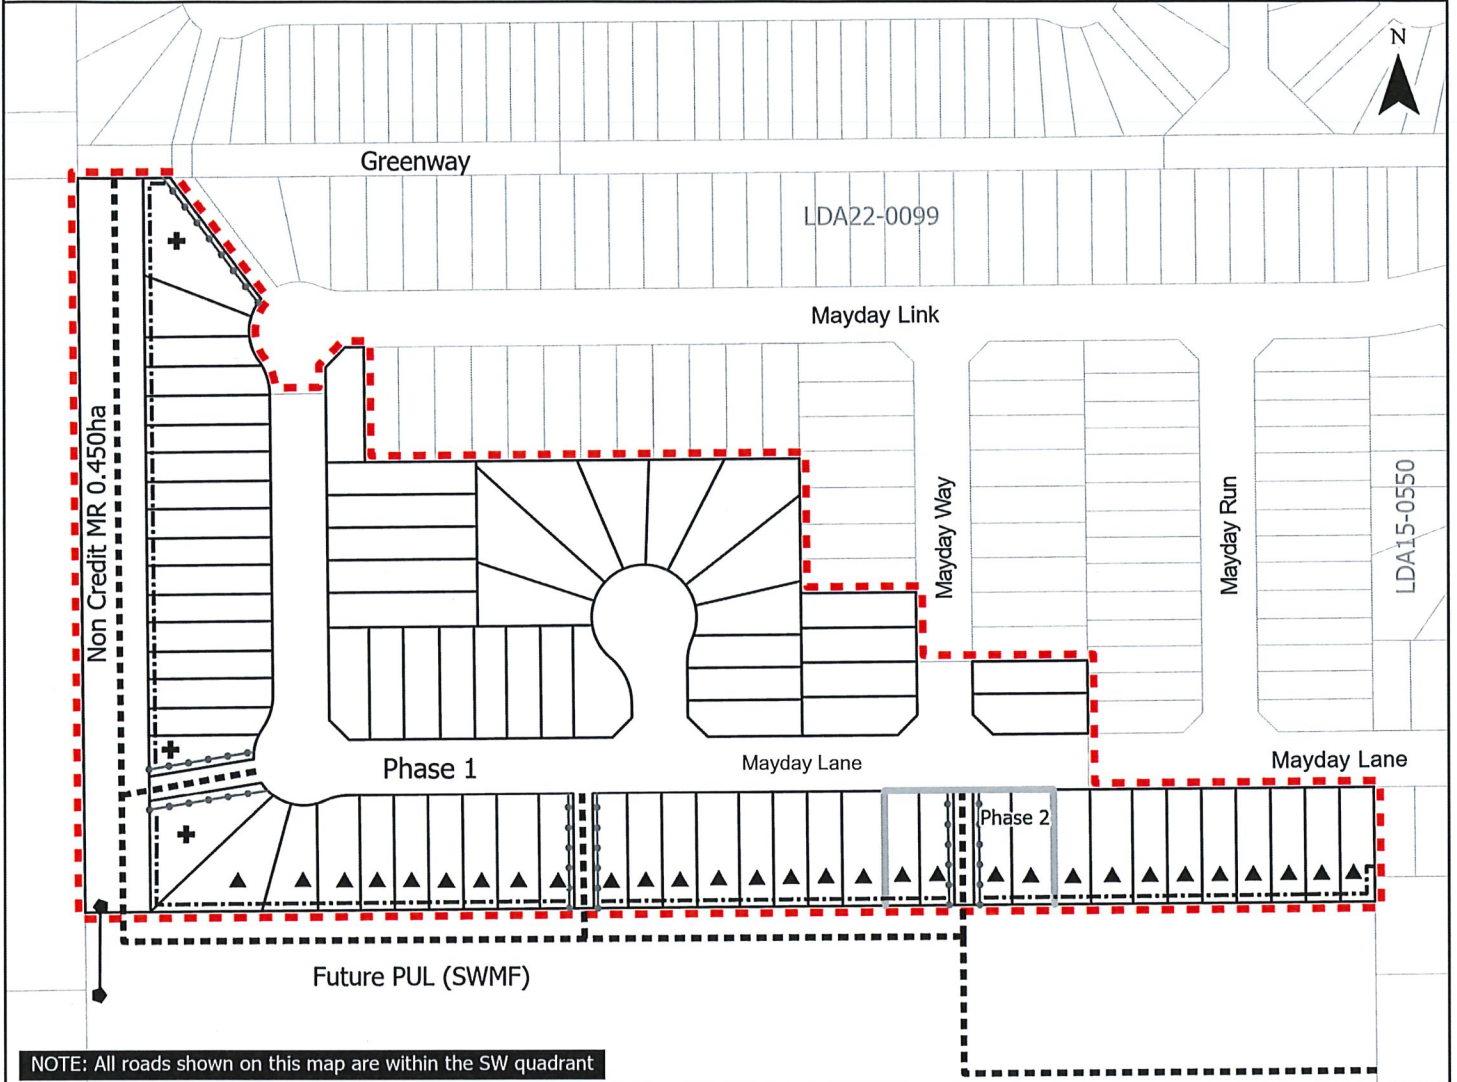 N
Greenway
LDA22-0099
Mayday Link
Non Credit MR 0.450ha
Mayday Way
Mayday Run
LDA15-0550
Phase 1
Mayday Lane
Mayday Lane
Phase 2
Future PUL (SWMF)
NOTE: All roads shown on this map are within the SW quadrant